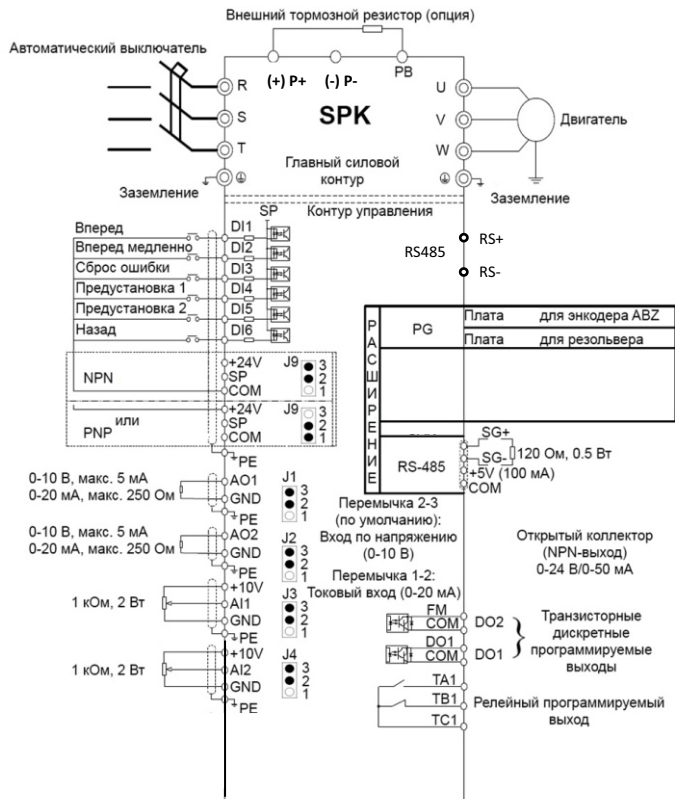 Внешний тормозной резистор (опция)
Автоматический выключатель
(+) P+
(-) P-
PB
R
S
T
SPK
U
V
W
Двигатель
Главный силовой
контур
Заземление
Заземление
SP
Контур управления
Вперед
DI1
Вперед медленно
DI2
Сброс ошибки
DI3
Предустановка 1
DI4
Предустановка 2
DI5
Назад
DI6
RS485
RS+
RS-
NPN
+24V
SP
COM
J9
3
2
1
или
PNP
+24V
SP
COM
J9
3
2
1
PE
РАСШИРЕНИЕ
PG
Плата для энкодера ABZ
Плата для резольвера
RS-485
SG+
SG-
120 Ом, 0.5 Вт
+5V (100 мА)
COM
0-10 В, макс. 5 мА
0-20 мА, макс. 250 Ом
AO1
GND
PE
J1
3
2
1
0-10 В, макс. 5 мА
0-20 мА, макс. 250 Ом
AO2
GND
PE
J2
3
2
1
1 кОм, 2 Вт
+10V
AI1
GND
PE
J3
3
2
1
1 кОм, 2 Вт
+10V
AI2
GND
PE
J4
3
2
1
Перемычка 2-3
(по умолчанию):
Вход по напряжению
(0-10 В)
Перемычка 1-2:
Токовый вход (0-20 мА)
Открытый коллектор
(NPN-выход)
0-24 В/0-50 мА
FM
COM
DO2
DO1
COM
DO1
Транзисторные
дискретные
программируемые
выходы
TA1
TB1
TC1
Релейный программируемый
выход